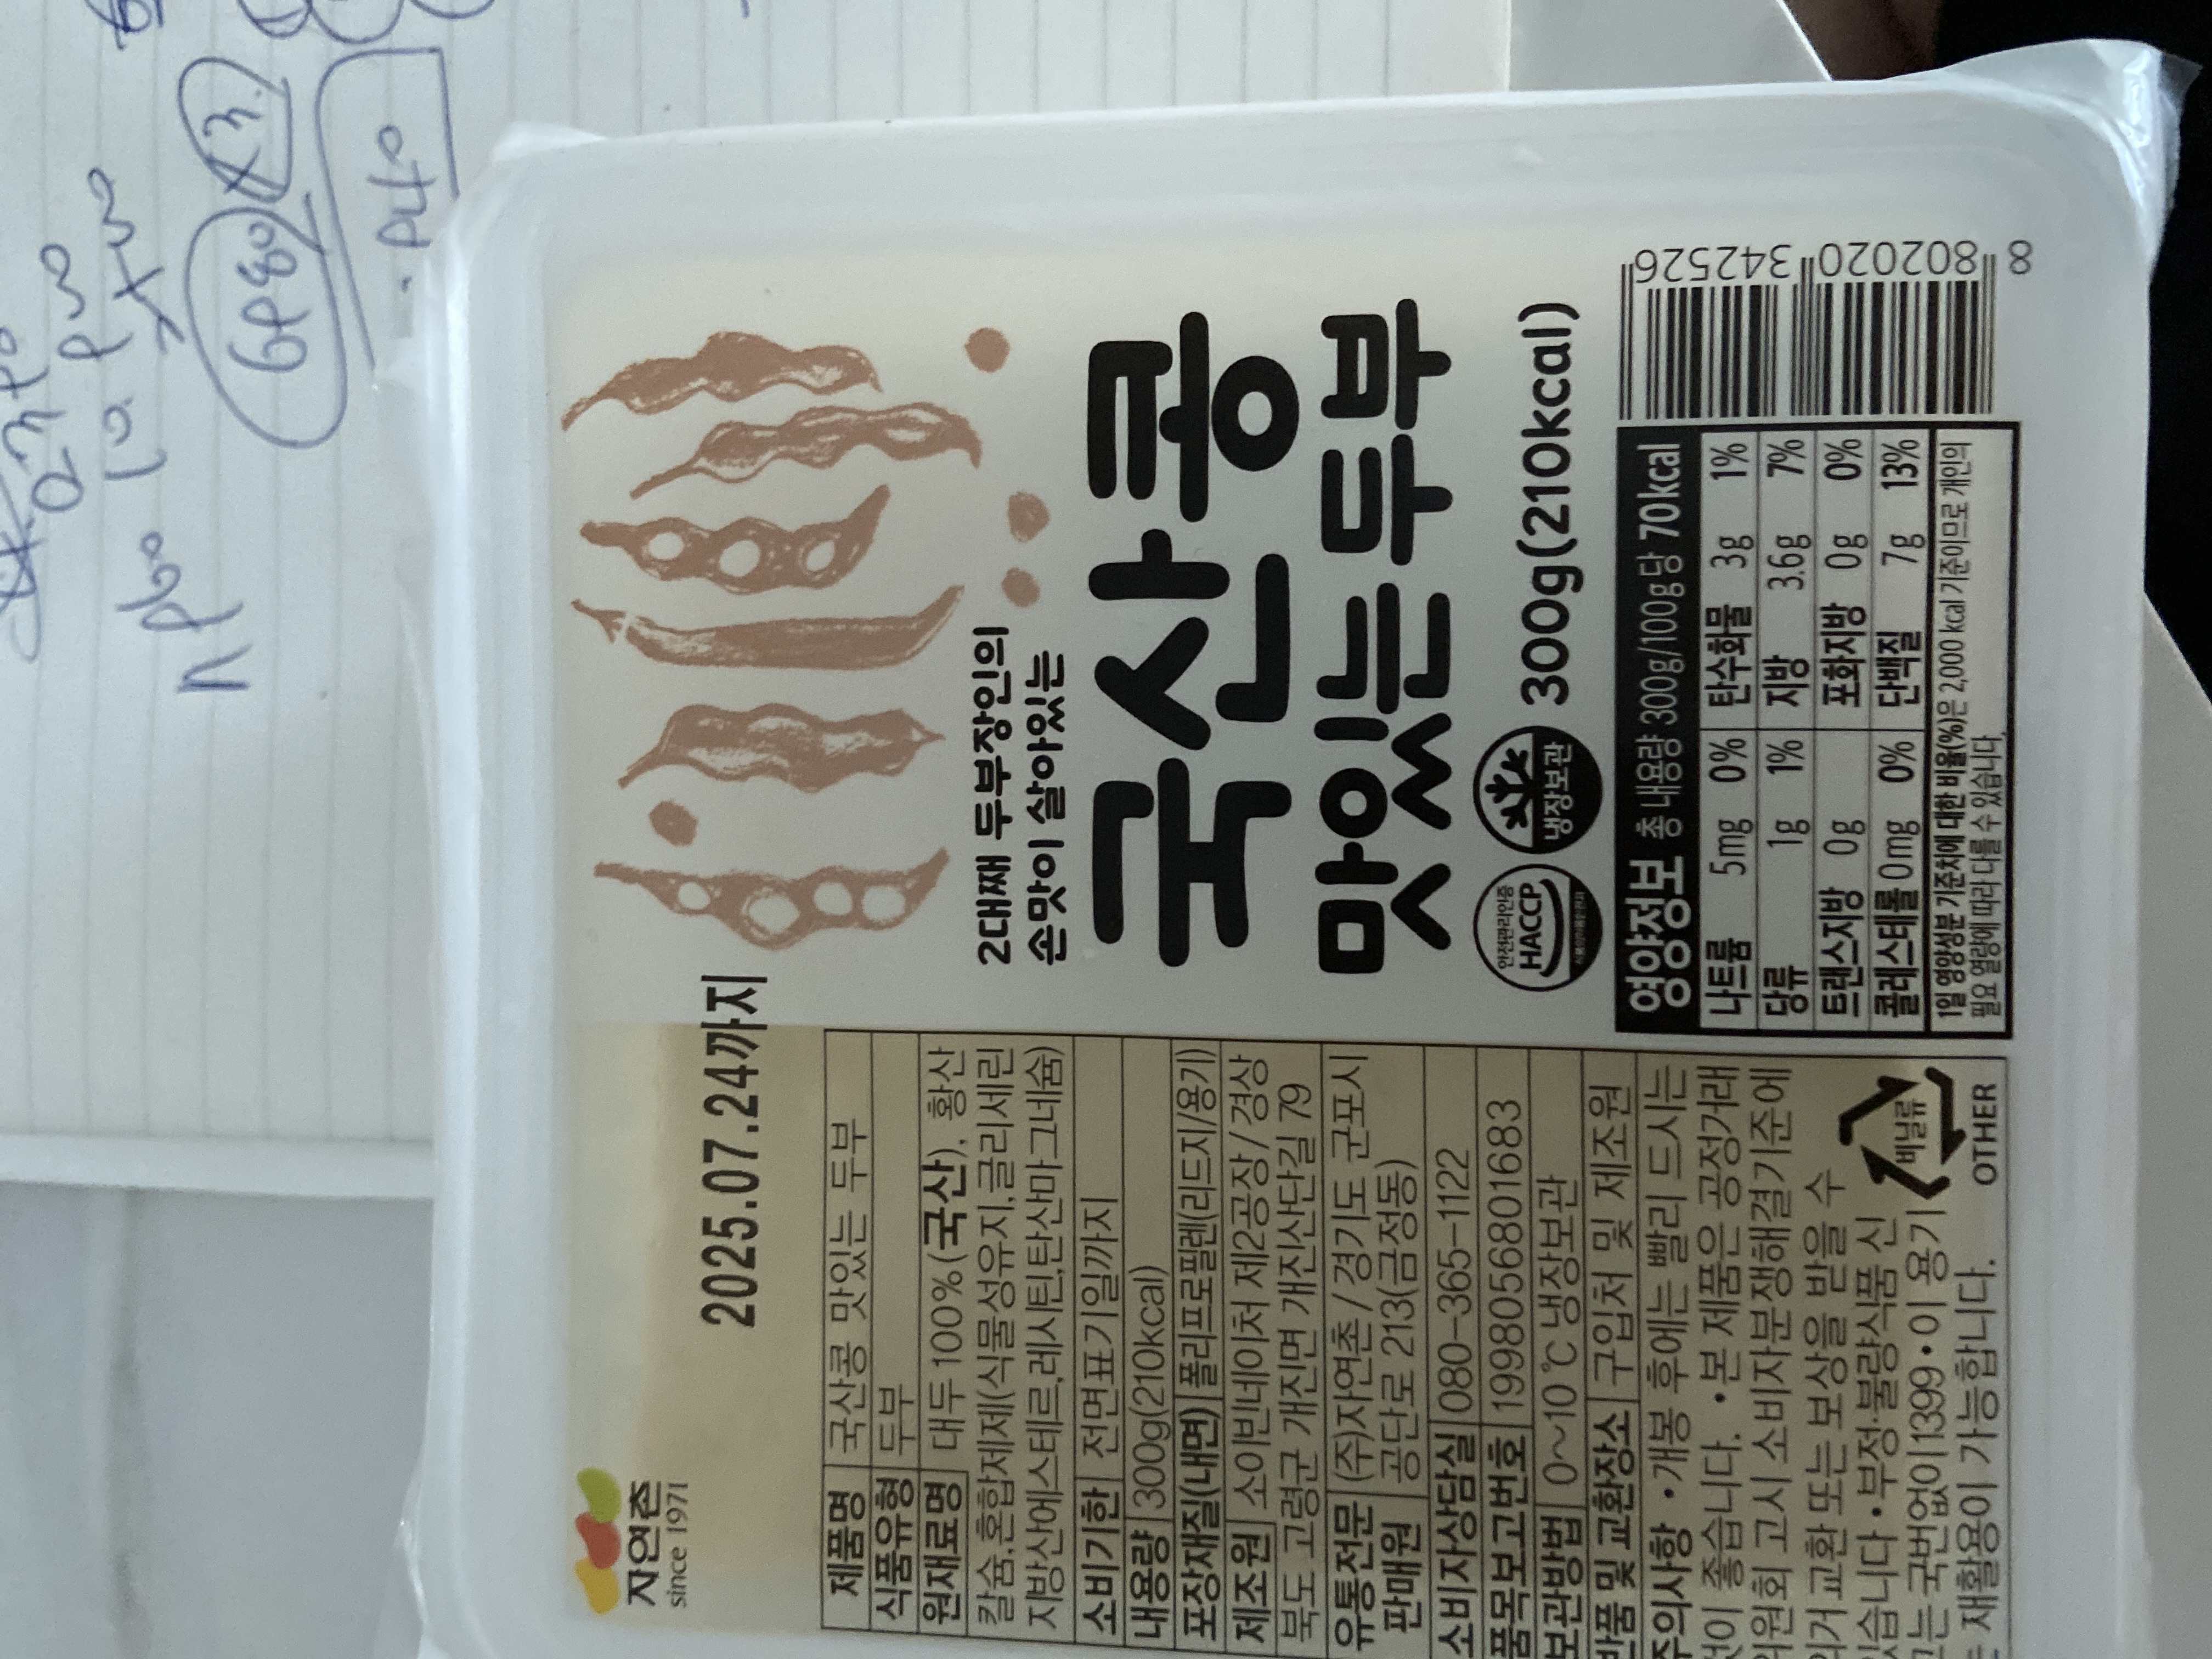 자연촌
since 1971
2025.07.24까지
2대째 두부장인의
손맛이 살아있는
국산콩
맛있는두부
안전관리인증
HACCP
냉장보관
300g(210kcal)
제품명 국산콩 맛있는 두부
식품유형 두부
원재료명 대두 100%(국산), 황산
칼슘,혼합제제(식물성유지,글리세린
지방산에스테르,레시틴,탄산마그네슘)
소비기한 전면표기일까지
내용량 300g(210kcal)
포장재질(내면) 폴리프로필렌(리드지/용기)
제조원 소이빈네이처 제2공장/경상
북도 고령군 개진면 개진산단길 79
유통전문판매원 (주)자연촌/경기도 군포시
공단로 213(금정동)
소비자상담실 080-365-1122
품목보고번호 19980568801683
보관방법 0~10℃ 냉장보관
반품 및 교환장소 구입처 및 제조원
주의사항 •개봉 후에는 빨리 드시는
것이 좋습니다. •본 제품은 공정거래
위원회 고시 소비자분쟁해결기준에
의거 교환 또는 보상을 받을 수
있습니다 •부정·불량식품 신
고는 국번없이 1399•이 용기
는 재활용이 가능합니다.
비닐류
OTHER
영양정보 총 내용량 300g/100g당 70kcal
나트륨 5mg 0% 탄수화물 3g 1%
당류 1g 1% 지방 3.6g 7%
트랜스지방 0g 포화지방 0g 0%
콜레스테롤 0mg 0% 단백질 7g 13%
1일 영양성분 기준치에 대한 비율(%)은 2,000 kcal 기준이므로 개인의
필요 열량에 따라 다를 수 있습니다.
8 802020 342526